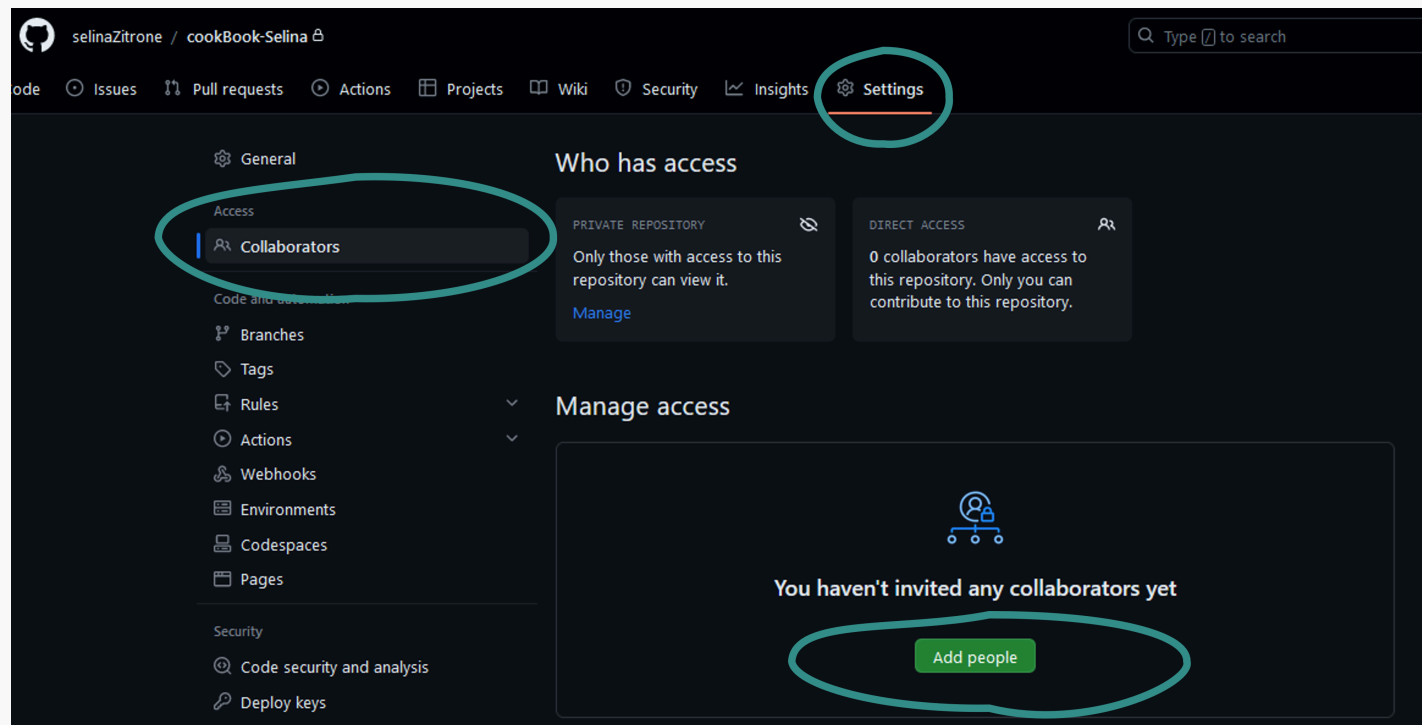 selinaZitrone / cookBook-Selina
Type / to search
ode
Issues
Pull requests
Actions
Projects
Wiki
Security
Insights
Settings
General
Access
Collaborators
Code and automation
Branches
Tags
Rules
Actions
Webhooks
Environments
Codespaces
Pages
Security
Code security and analysis
Deploy keys
Who has access
PRIVATE REPOSITORY
Only those with access to this
repository can view it.
Manage
DIRECT ACCESS
0 collaborators have access to
this repository. Only you can
contribute to this repository.
Manage access
You haven't invited any collaborators yet
Add people